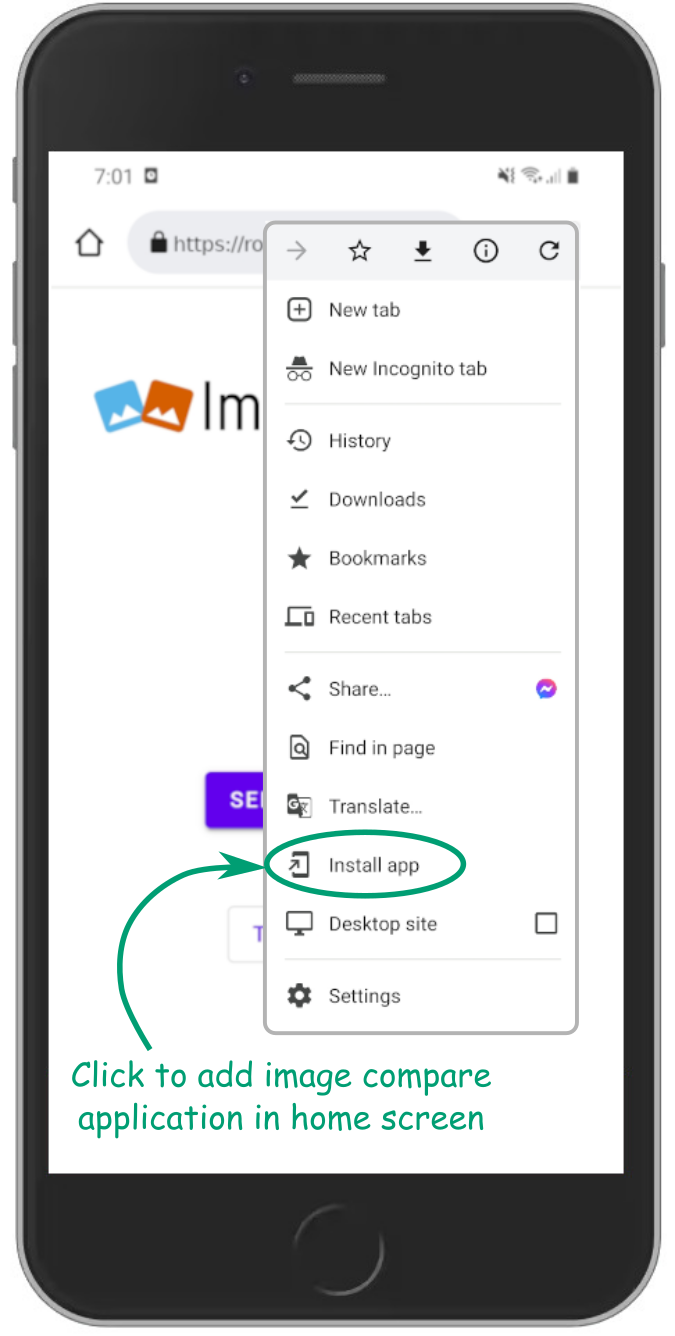 7:01
https://ro
Im
New tab
New Incognito tab
History
Downloads
Bookmarks
Recent tabs
Share...
Find in page
SE
Translate...
Install app
Desktop site
T
Settings
Click to add image compare
application in home screen